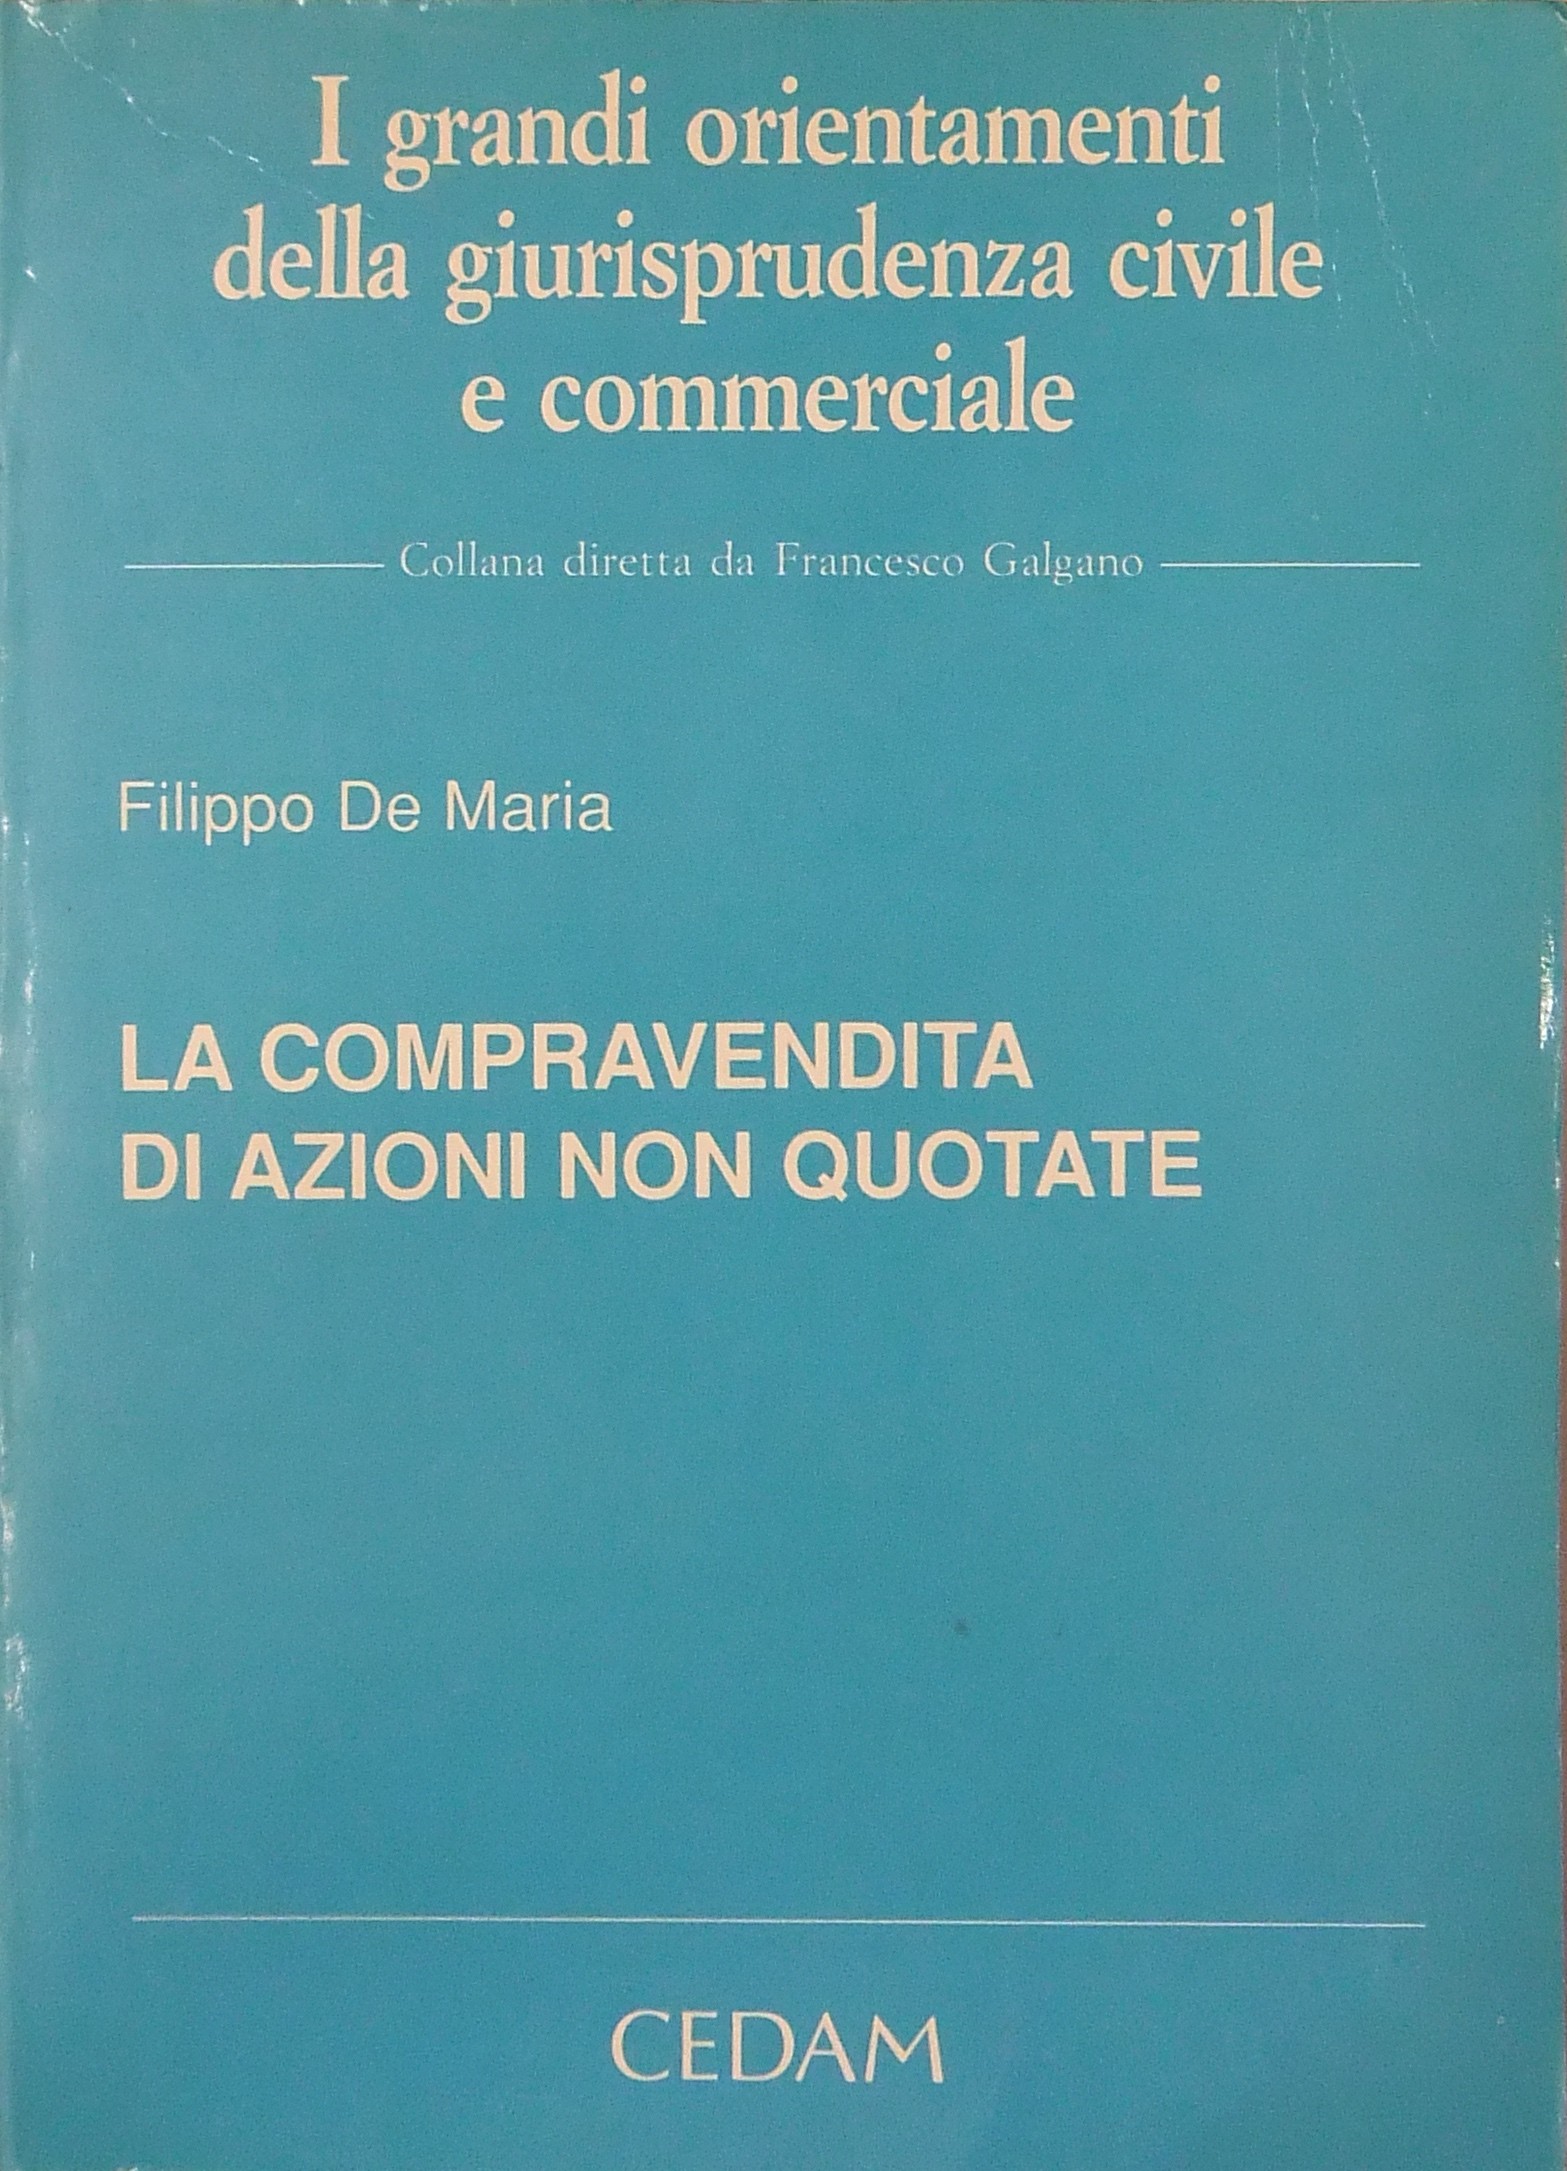 I grandi orientamenti
della giurisprudenza civile
e commerciale
Collana diretta da Francesco Galgano
Filippo De Maria
LA COMPRAVENDITA
DI AZIONI NON QUOTATE
CEDAM